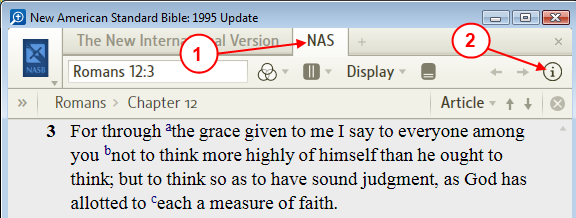 New American Standard Bible: 1995 Update
1
2
The New International Version NAS
NASB
Romans 12:3 Display
Romans > Chapter 12 Article
3 For through athe grace given to me I say to everyone among
you bnot to think more highly of himself than he ought to
think; but to think so as to have sound judgment, as God has
allotted to ceach a measure of faith.